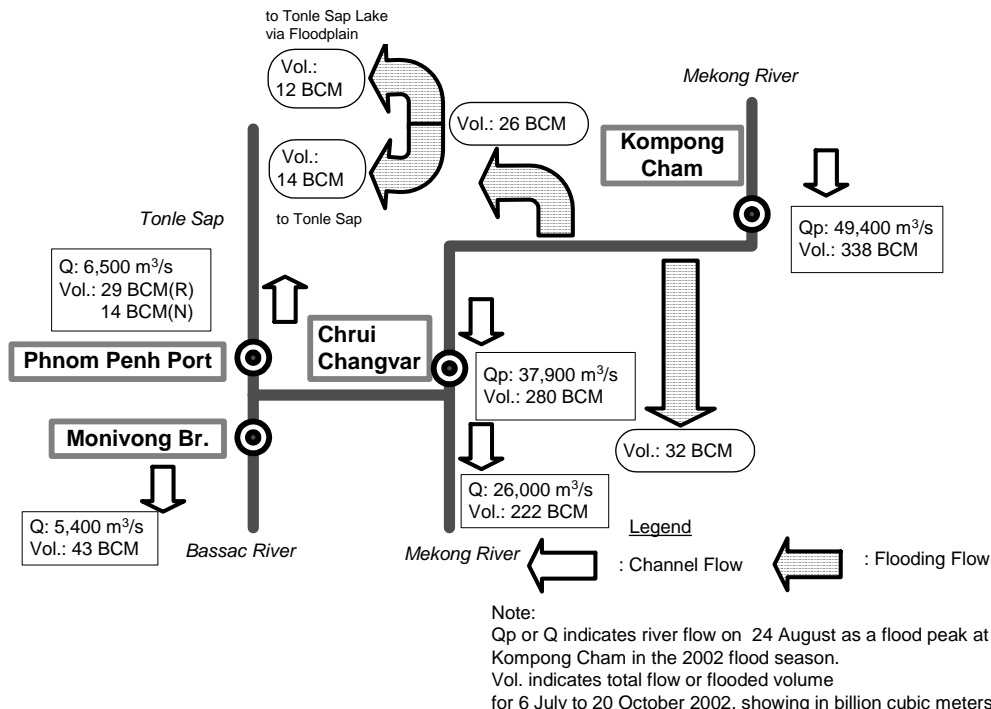 to Tonle Sap Lake
via Floodplain
Vol.:
12 BCM
Mekong River
Vol.: 26 BCM
Kompong
Cham
Vol.:
14 BCM
to Tonle Sap
Tonle Sap
Qp: 49,400 m³/s
Vol.: 338 BCM
Q: 6,500 m³/s
Vol.: 29 BCM(R)
14 BCM(N)
Chrui
Changvar
Phnom Penh Port
Qp: 37,900 m³/s
Vol.: 280 BCM
Monivong Br.
Vol.: 32 BCM
Q: 26,000 m³/s
Vol.: 222 BCM
Q: 5,400 m³/s
Vol.: 43 BCM
Bassac River
Mekong River
Legend
: Channel Flow
: Flooding Flow
Note:
Qp or Q indicates river flow on 24 August as a flood peak at
Kompong Cham in the 2002 flood season.
Vol. indicates total flow or flooded volume
for 6 July to 20 October 2002, showing in billion cubic meters